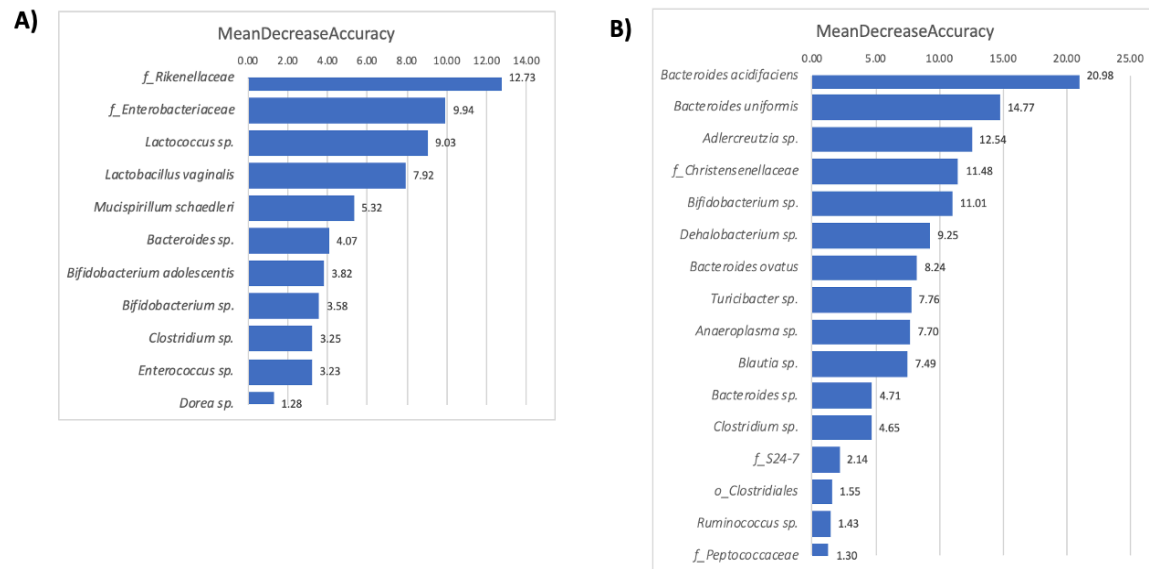 A)
MeanDecreaseAccuracy
0.00 2.00 4.00 6.00 8.00 10.00 12.00 14.00
f_Rikenellaceae 12.73
f_Enterobacteriaceae 9.94
Lactococcus sp. 9.03
Lactobacillus vaginalis 7.92
Mucispirillum schaedleri 5.32
Bacteroides sp. 4.07
Bifidobacterium adolescentis 3.82
Bifidobacterium sp. 3.58
Clostridium sp. 3.25
Enterococcus sp. 3.23
Dorea sp. 1.28
B)
MeanDecreaseAccuracy
0.00 5.00 10.00 15.00 20.00 25.00
Bacteroides acidifaciens 20.98
Bacteroides uniformis 14.77
Adlercreutzia sp. 12.54
f_Christensenellaceae 11.48
Bifidobacterium sp. 11.01
Dehalobacterium sp. 9.25
Bacteroides ovatus 8.24
Turicibacter sp. 7.76
Anaeroplasma sp. 7.70
Blautia sp. 7.49
Bacteroides sp. 4.71
Clostridium sp. 4.65
f_S24-7 2.14
o_Clostridiales 1.55
Ruminococcus sp. 1.43
f_Peptococcaceae 1.30